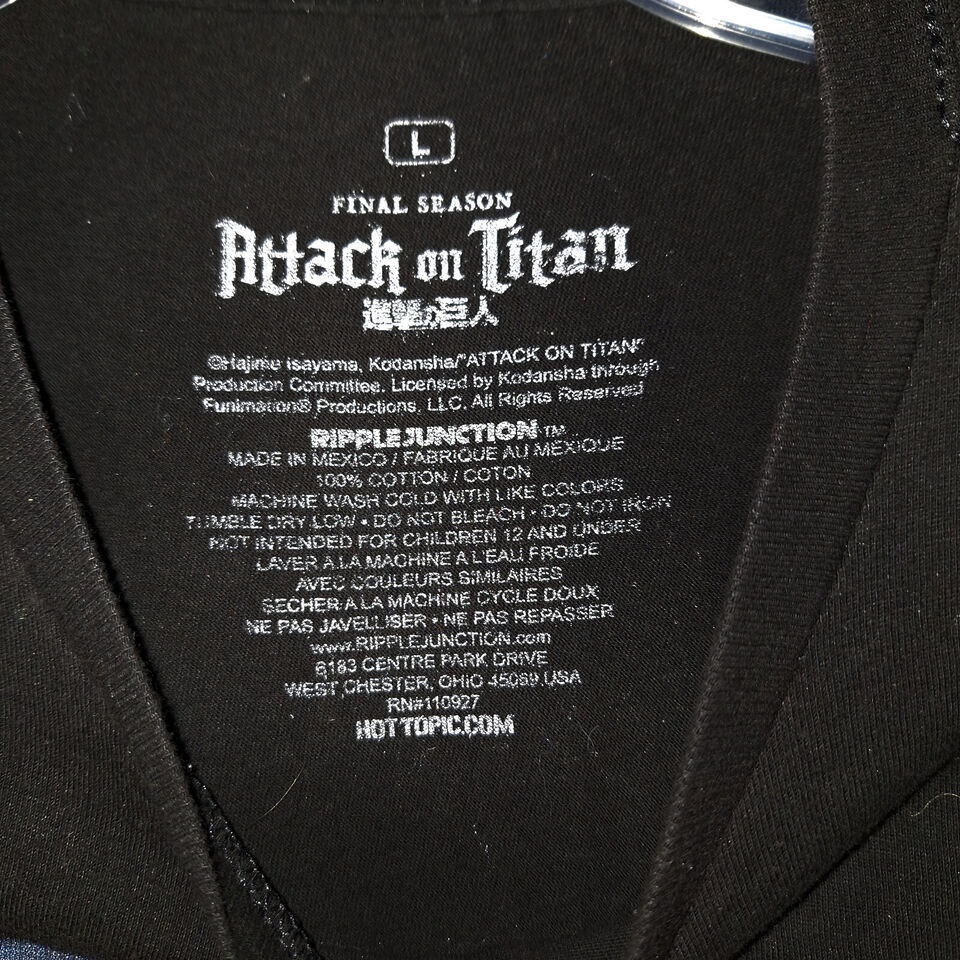 L
FINAL SEASON
Attack on Titan
進撃の巨人
©Hajime Isayama, Kodansha/"ATTACK ON TITAN"
Production Committee. Licensed by Kodansha through
Funimation® Productions, LLC. All Rights Reserved
RIPPLE JUNCTION TM
MADE IN MEXICO / FABRIQUE AU MEXIQUE
100% COTTON / COTON
MACHINE WASH COLD WITH LIKE COLORS
TUMBLE DRY LOW • DO NOT BLEACH • DO NOT IRON
NOT INTENDED FOR CHILDREN 12 AND UNDER
LAVER A LA MACHINE A L'EAU FROIDE
AVEC COULEURS SIMILAIRES
SECHER A LA MACHINE CYCLE DOUX
NE PAS JAVELLISER • NE PAS REPASSER
www.RIPPLEJUNCTION.com
8183 CENTRE PARK DRIVE
WEST CHESTER, OHIO 45069 USA
RN#110927
HOTTOPIC.COM